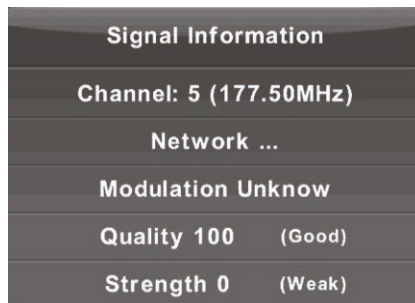 Signal Information
Channel: 5 (177.50MHz)
Network ...
Modulation Unknow
Quality 100 (Good)
Strength 0 (Weak)